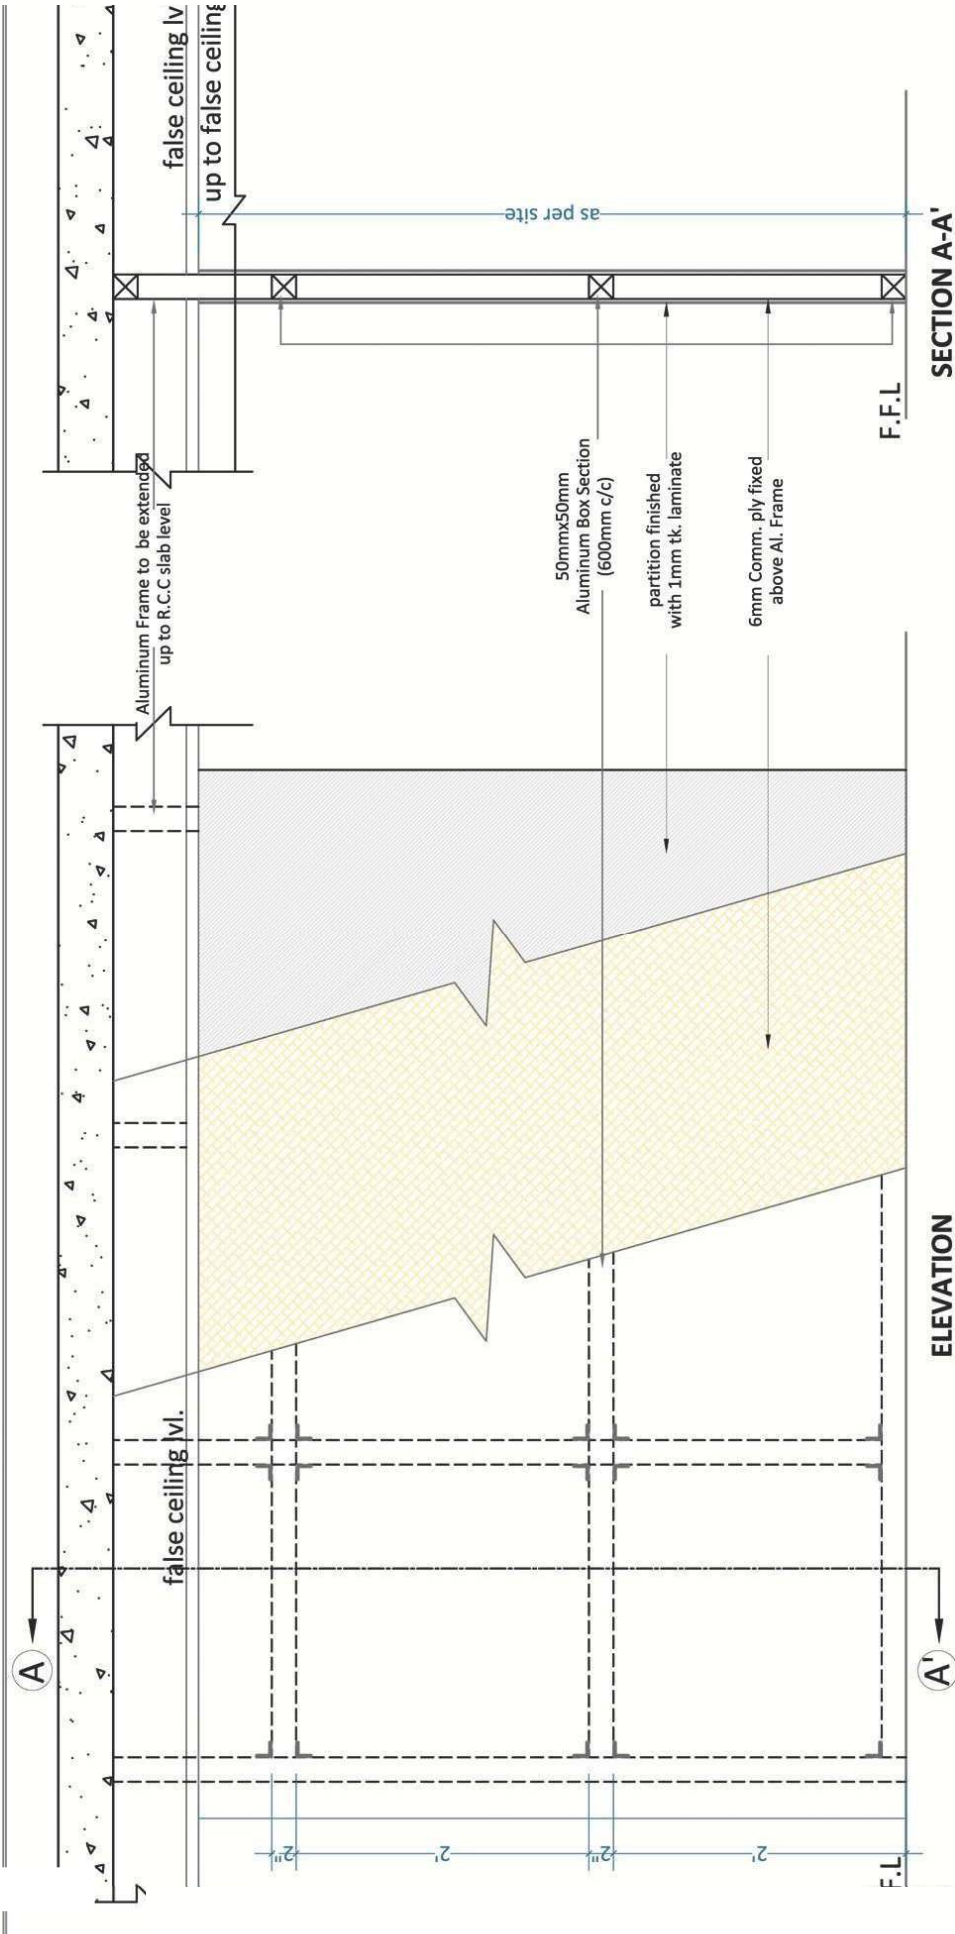 false ceiling lv
up to false ceiling
as per site
SECTION A-A'
F.F.L
Aluminum Frame to be extended
up to R.C.C slab level
50mmx50mm
Aluminum Box Section
(600mm c/c)
partition finished
with 1mm tk. laminate
6mm Comm. ply fixed
above Al. Frame
false ceiling lvl.
ELEVATION
A
A'
2"
2'
2"
2'
F.L